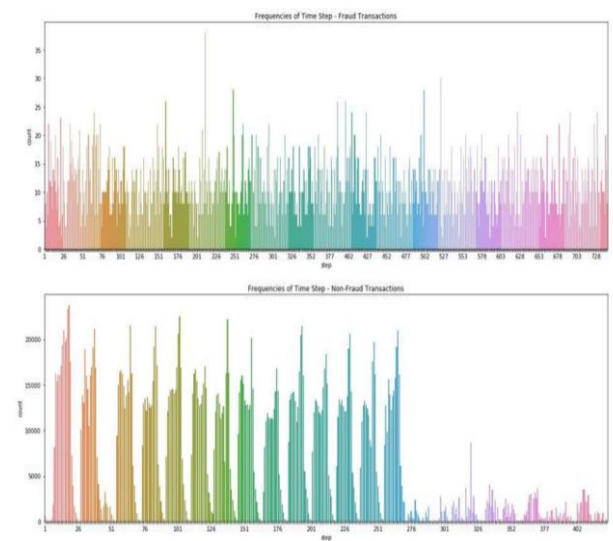 Frequencies of Time Step - Fraud Transactions
35
30
25
20
15
10
5
0
count
1 26 51 76 101 126 151 176 201 226 251 276 301 326 352 377 402 427 452 477 502 527 553 578 603 628 653 678 703 728
step
Frequencies of Time Step - Non-Fraud Transactions
20000
15000
10000
5000
0
count
1 26 51 76 101 126 151 176 201 226 251 276 301 326 352 377 402
step